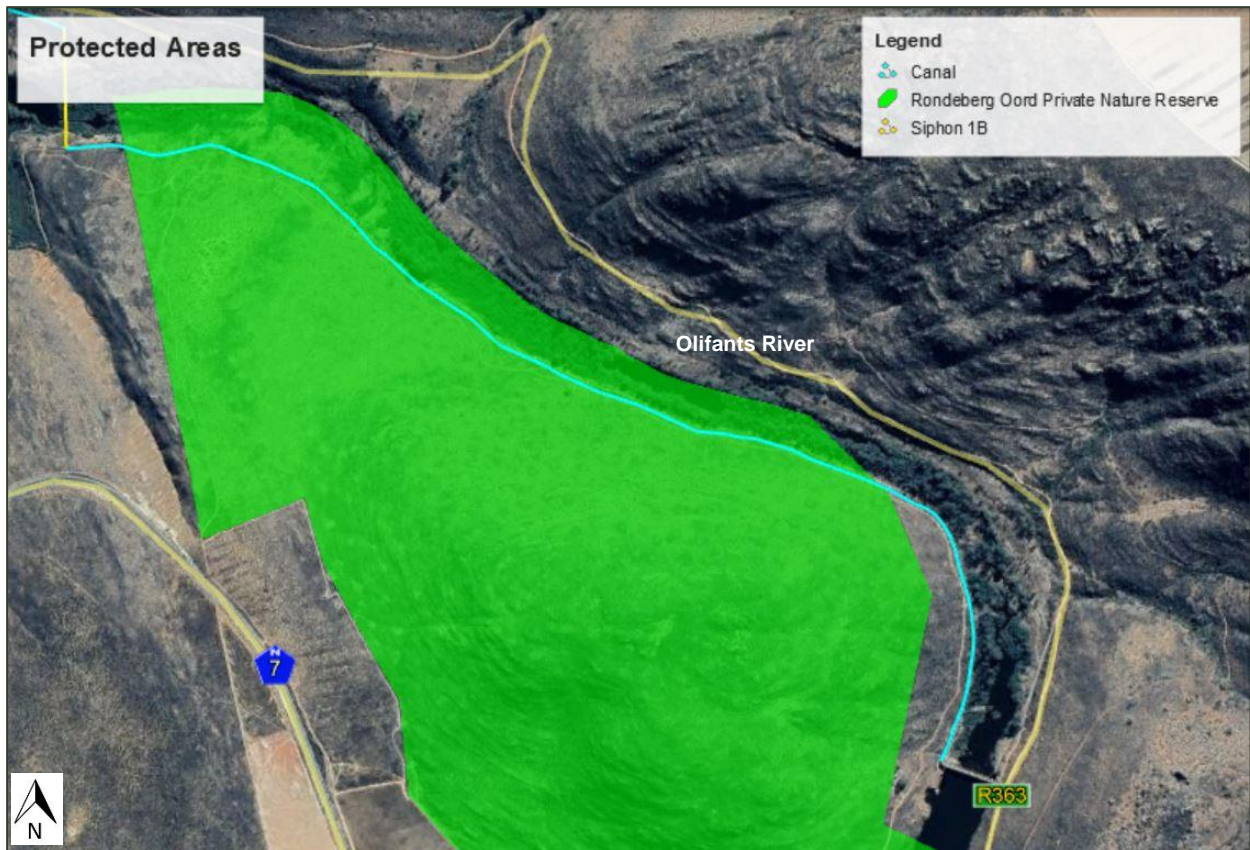 Protected Areas
Legend
Canal
Rondeberg Oord Private Nature Reserve
Siphon 1B
Olifants River
N
7
R363
N